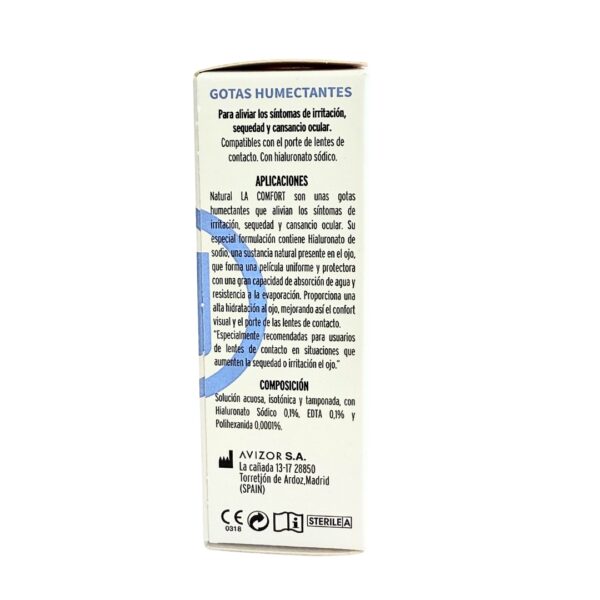 GOTAS HUMECTANTES
Para aliviar los síntomas de irritación,
sequedad y cansancio ocular.
Compatibles con el porte de lentes de
contacto. Con hialuronato sódico.
APLICACIONES
Natural LA COMFORT son unas gotas
humectantes que alivian los síntomas de
irritación, sequedad y cansancio ocular. Su
especial formulación contiene Hialuronato de
sodio, una sustancia natural presente en el ojo,
que forma una película uniforme y protectora
con una gran capacidad de absorción de agua y
resistencia a la evaporación. Proporciona una
alta hidratación al ojo, mejorando así el confort
visual y el porte de las lentes de contacto.
"Especialmente recomendadas para usuarios
de lentes de contacto en situaciones que
aumenten la sequedad o irritación el ojo."
COMPOSICIÓN
Solución acuosa, isotónica y tamponada, con
Hialuronato Sódico 0,1%, EDTA 0,1% y
Polihexanida 0,0001%.
AVIZOR S.A.
La cañada 13-17 28850
Torretjón de Ardoz,Madrid
(SPAIN)
CE
0318
i
STERILE A